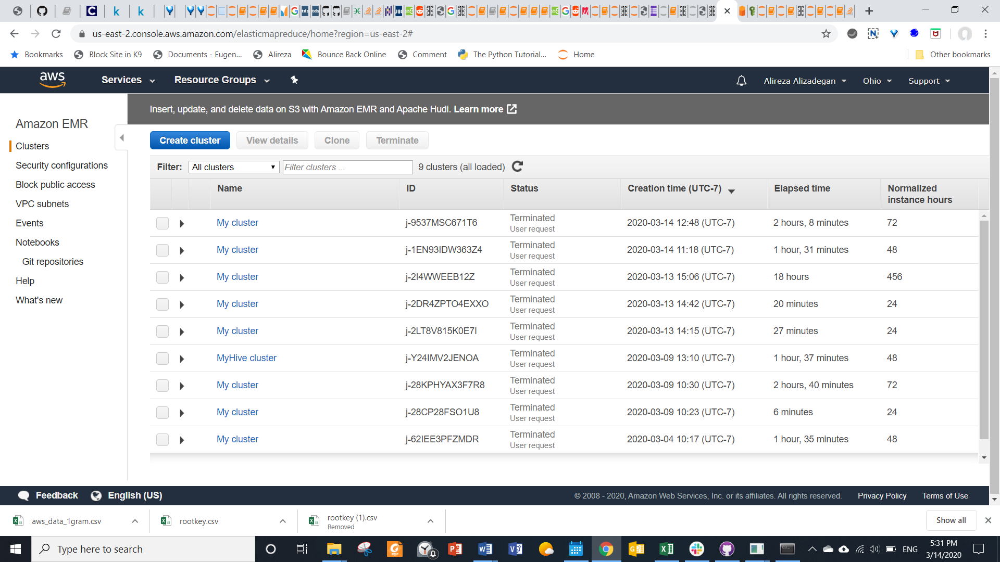 us-east-2.console.aws.amazon.com/elasticmapreduce/home?region=us-east-2#
Bookmarks Block Site in K9 Documents - Eugen... Alireza Bounce Back Online Comment The Python Tutorial... Home Other bookmarks
aws Services Resource Groups Alireza Alizadegan Ohio Support
Insert, update, and delete data on S3 with Amazon EMR and Apache Hudi. Learn more
Amazon EMR
Clusters
Security configurations
Block public access
VPC subnets
Events
Notebooks
Git repositories
Help
What's new
Create cluster View details Clone Terminate
Filter: All clusters Filter clusters ... 9 clusters (all loaded)
Name ID Status Creation time (UTC-7) Elapsed time Normalized instance hours
My cluster j-9537MSC671T6 Terminated 2020-03-14 12:48 (UTC-7) 2 hours, 8 minutes 72
User request
My cluster j-1EN93IDW363Z4 Terminated 2020-03-14 11:18 (UTC-7) 1 hour, 31 minutes 48
User request
My cluster j-2I4WWEEB12Z Terminated 2020-03-13 15:06 (UTC-7) 18 hours 456
User request
My cluster j-2DR4ZPTO4EXXO Terminated 2020-03-13 14:42 (UTC-7) 20 minutes 24
User request
My cluster j-2LT8V815K0E7I Terminated 2020-03-13 14:15 (UTC-7) 27 minutes 24
User request
MyHive cluster j-Y24IMV2JENOA Terminated 2020-03-09 13:10 (UTC-7) 1 hour, 37 minutes 48
User request
My cluster j-28KPHYAX3F7R8 Terminated 2020-03-09 10:30 (UTC-7) 2 hours, 40 minutes 72
User request
My cluster j-28CP28FSO1U8 Terminated 2020-03-09 10:23 (UTC-7) 6 minutes 24
User request
My cluster j-62IEE3PFZMDR Terminated 2020-03-04 10:17 (UTC-7) 1 hour, 35 minutes 48
User request
Feedback English (US) © 2008 - 2020, Amazon Web Services, Inc. or its affiliates. All rights reserved. Privacy Policy Terms of Use
aws_data_1gram.csv rootkey.csv rootkey (1).csv Show all
Removed
Type here to search ENG 5:31 PM
3/14/2020